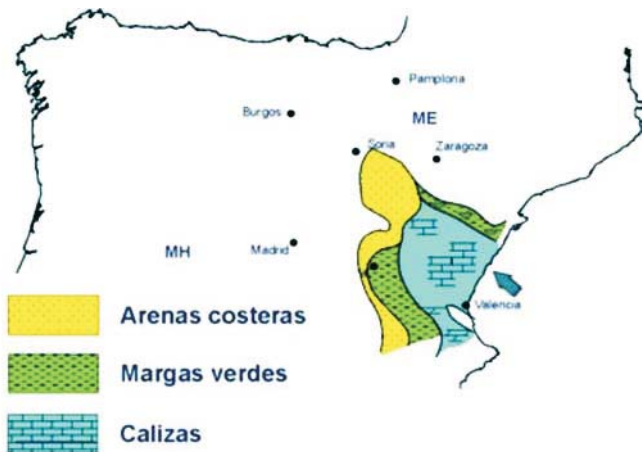 Pamplona
Burgos
ME
Soria
Zaragoza
MH
Madrid
Valencia
Arenas costeras
Margas verdes
Calizas